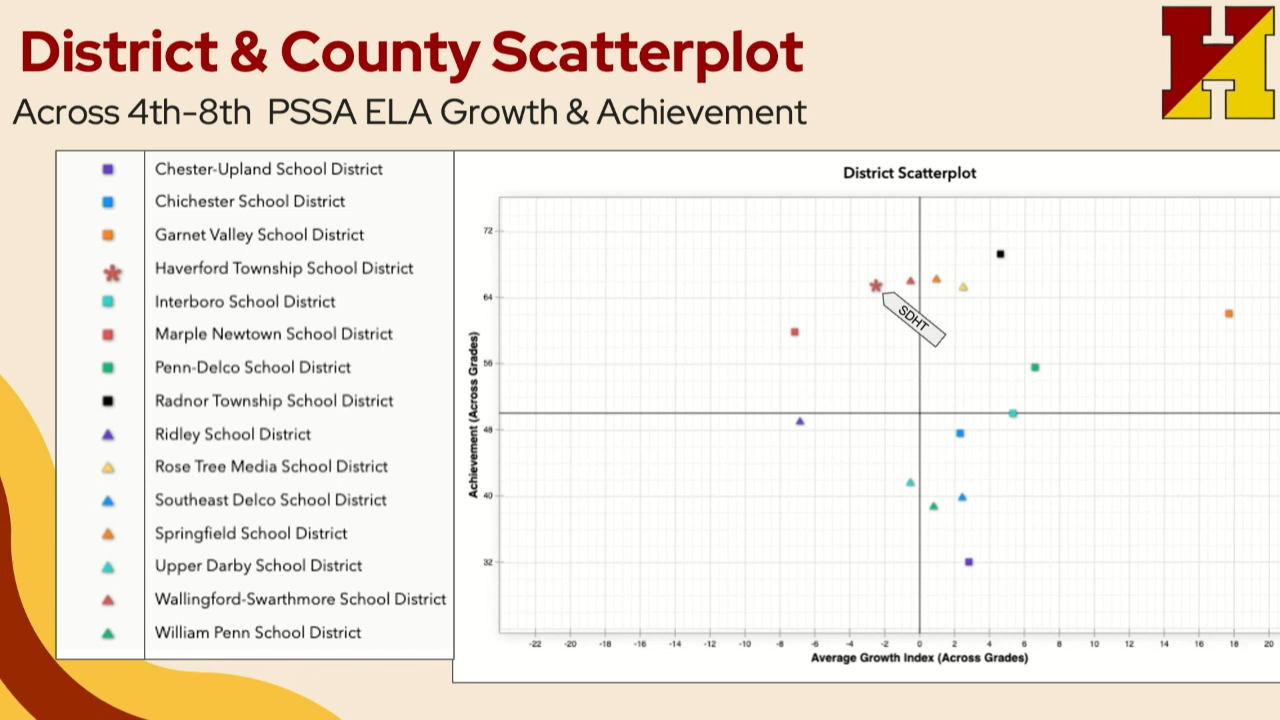 District & County Scatterplot
Across 4th-8th PSSA ELA Growth & Achievement
H
Chester-Upland School District
Chichester School District
Garnet Valley School District
Haverford Township School District
Interboro School District
Marple Newtown School District
Penn-Delco School District
Radnor Township School District
Ridley School District
Rose Tree Media School District
Southeast Delco School District
Springfield School District
Upper Darby School District
Wallingford-Swarthmore School District
William Penn School District
District Scatterplot
Achievement (Across Grades)
72
64
56
48
40
32
SDHT
-22 -20 -18 -16 -14 -12 -10 -8 -6 -4 -2 0 2 4 6 8 10 12 14 16 18 20
Average Growth Index (Across Grades)